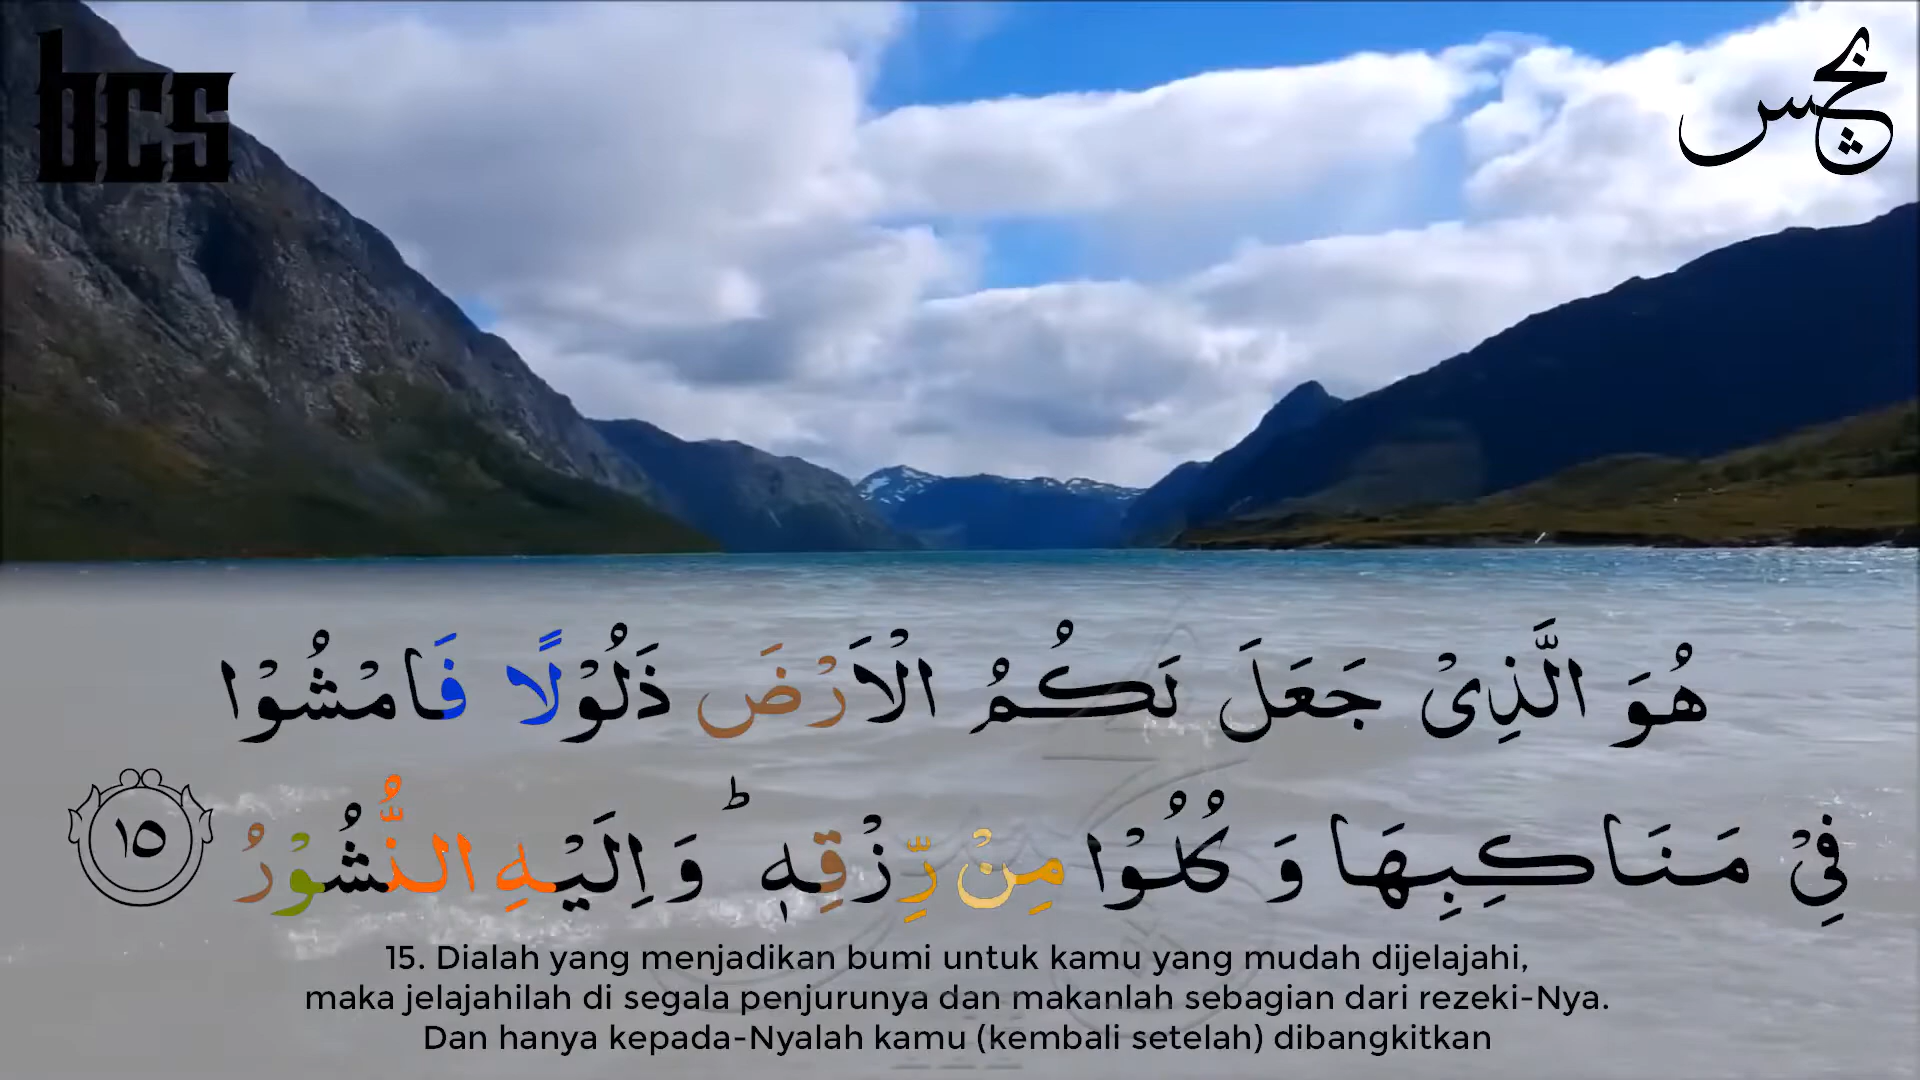 bcs
بچس
هُوَ الَّذِيْ جَعَلَ لَكُمُ الْاَرْضَ ذَلُوْلًا فَامْشُوْا
فِيْ مَنَاكِبِهَا وَكُلُوْا مِنْ رِّزْقِهٖ ۗ وَاِلَيْهِ النُّشُوْرُ ١٥
15. Dialah yang menjadikan bumi untuk kamu yang mudah dijelajahi,
maka jelajahilah di segala penjurunya dan makanlah sebagian dari rezeki-Nya.
Dan hanya kepada-Nyalah kamu (kembali setelah) dibangkitkan